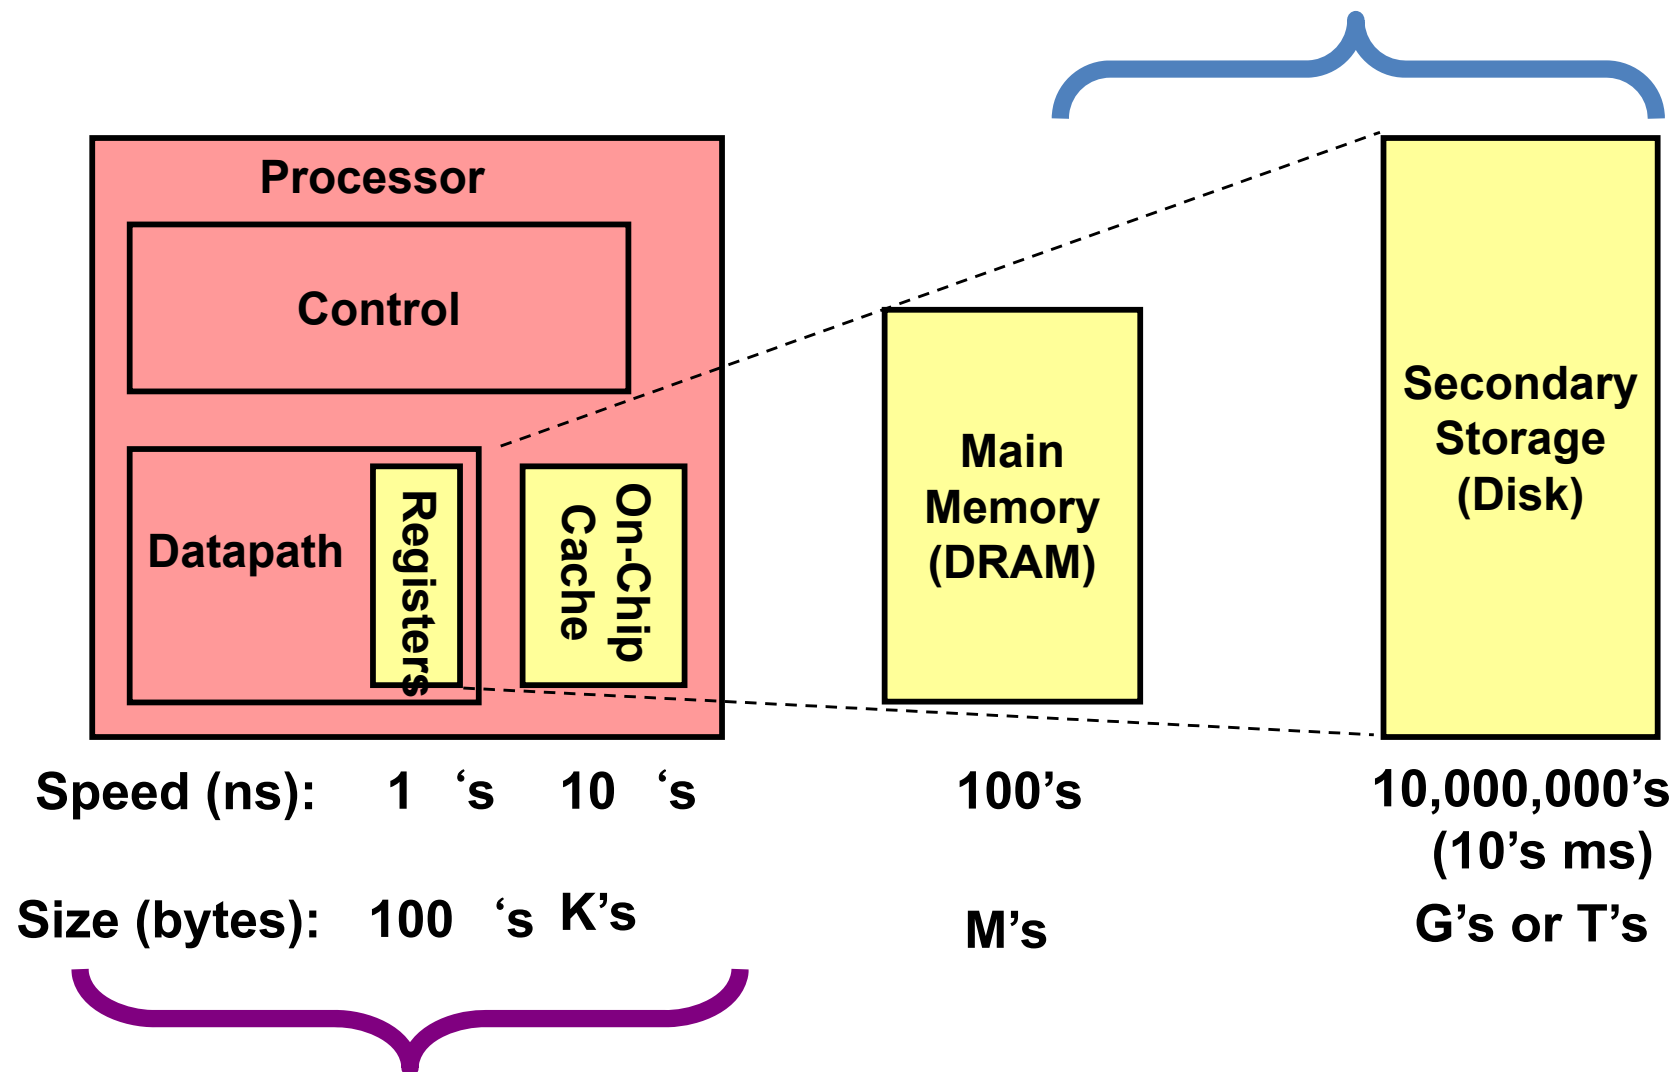 Processor
Control
Datapath
Registers
On-Chip
Cache
Main
Memory
(DRAM)
Secondary
Storage
(Disk)
Speed (ns): 1 ‘s 10 ‘s 100’s 10,000,000’s
(10’s ms)
Size (bytes): 100 ‘s K’s M’s G’s or T’s